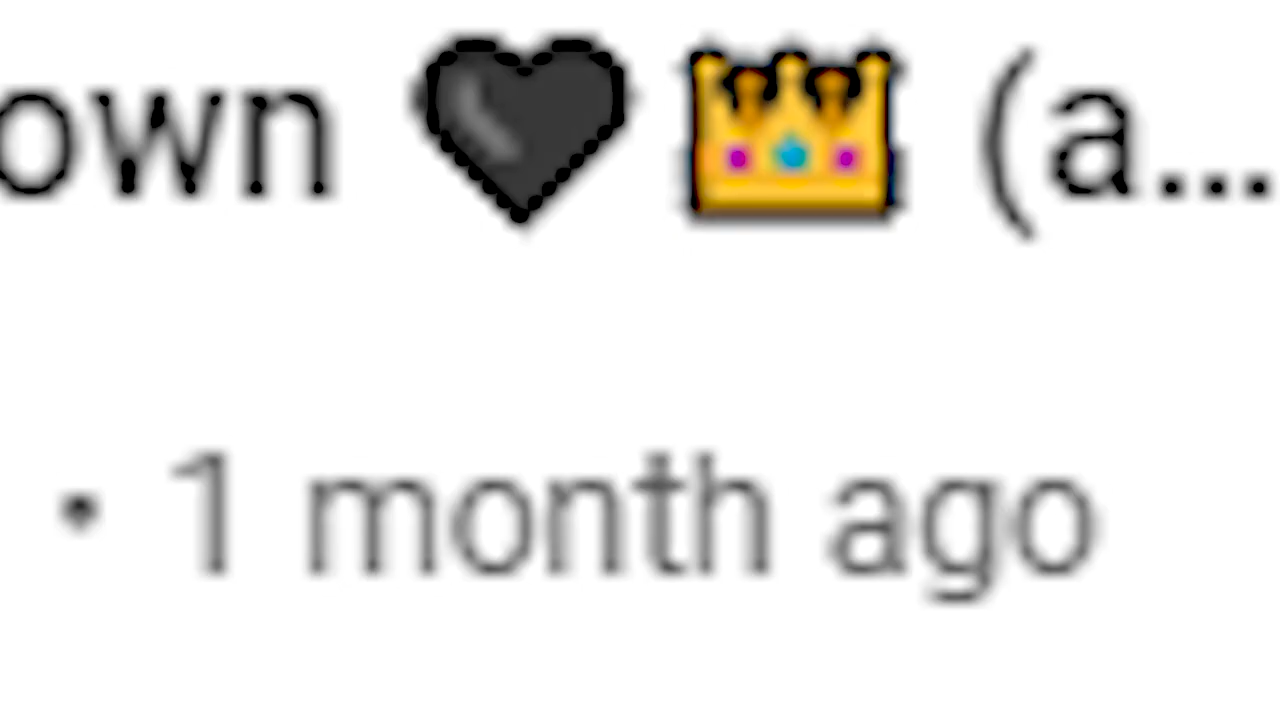 own 🖤 👑 (a...
• 1 month ago